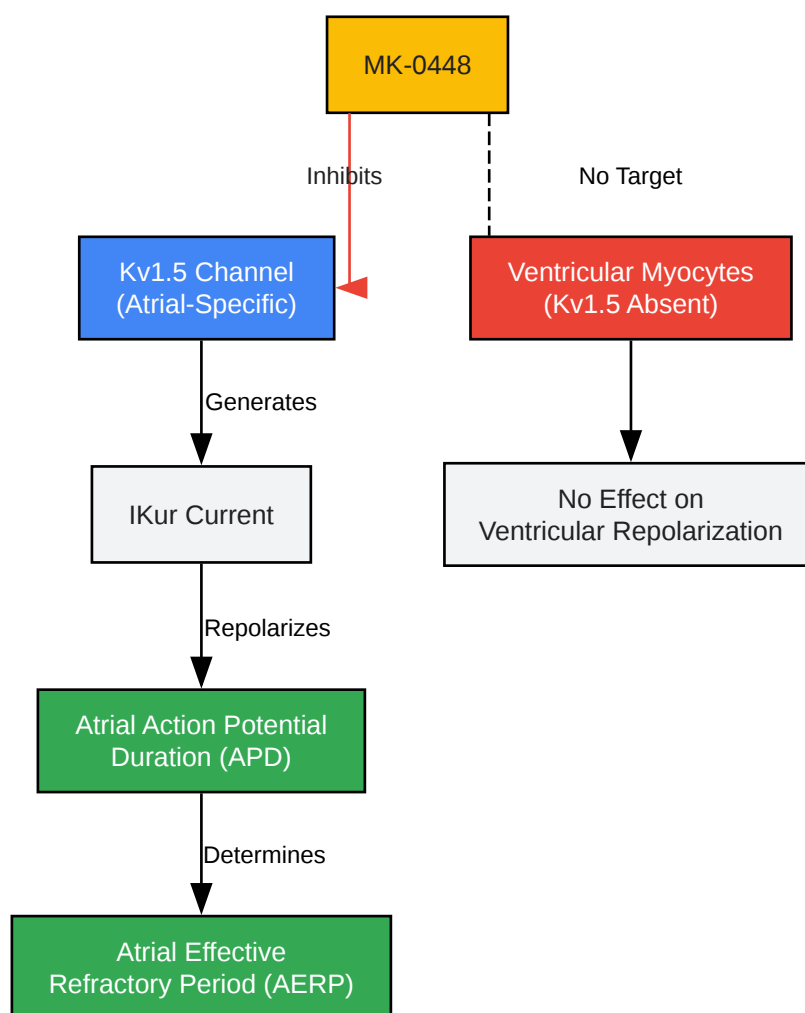 MK-0448
Inhibits
No Target
Kv1.5 Channel
(Atrial-Specific)
Ventricular Myocytes
(Kv1.5 Absent)
Generates
IKur Current
No Effect on
Ventricular Repolarization
Repolarizes
Atrial Action Potential
Duration (APD)
Determines
Atrial Effective
Refractory Period (AERP)